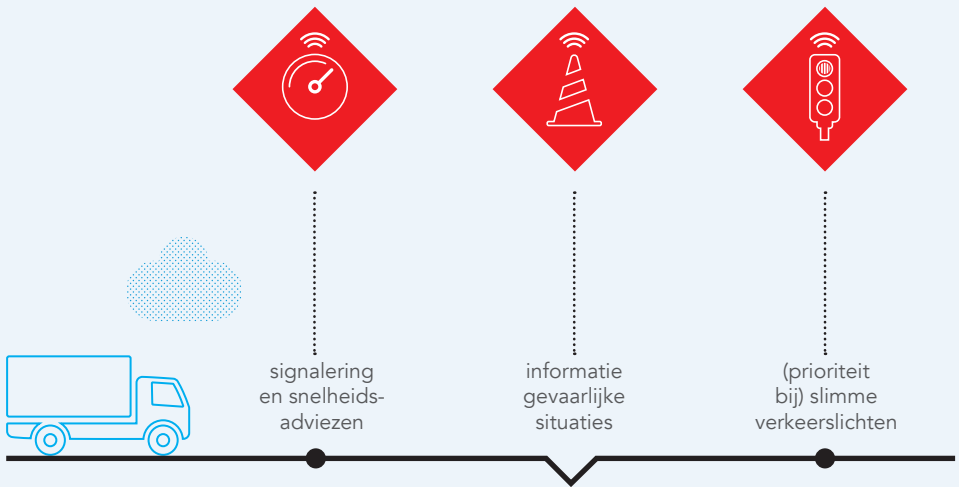 signalering
en snelheids-
adviezen
informatie
gevaarlijke
situaties
(prioriteit
bij) slimme
verkeerslichten